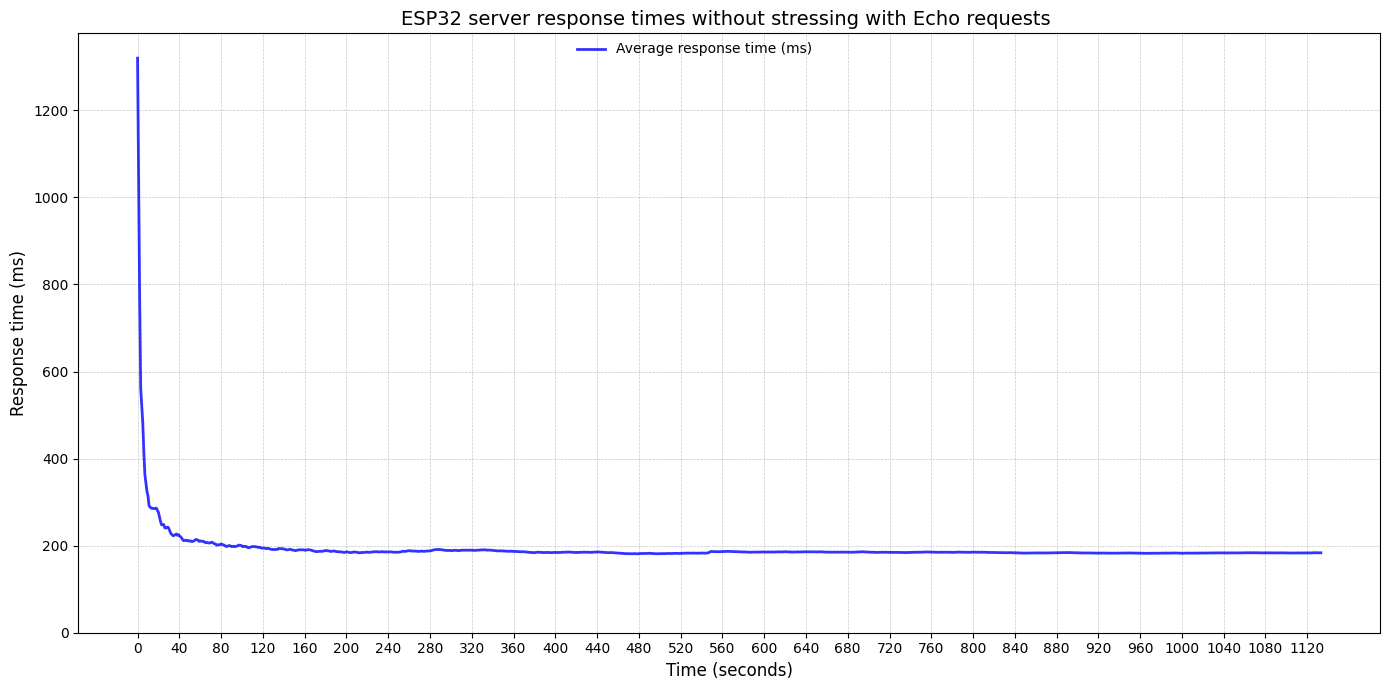 ESP32 server response times without stressing with Echo requests
Average response time (ms)
Response time (ms)
1200
1000
800
600
400
200
0
0 40 80 120 160 200 240 280 320 360 400 440 480 520 560 600 640 680 720 760 800 840 880 920 960 1000 1040 1080 1120
Time (seconds)